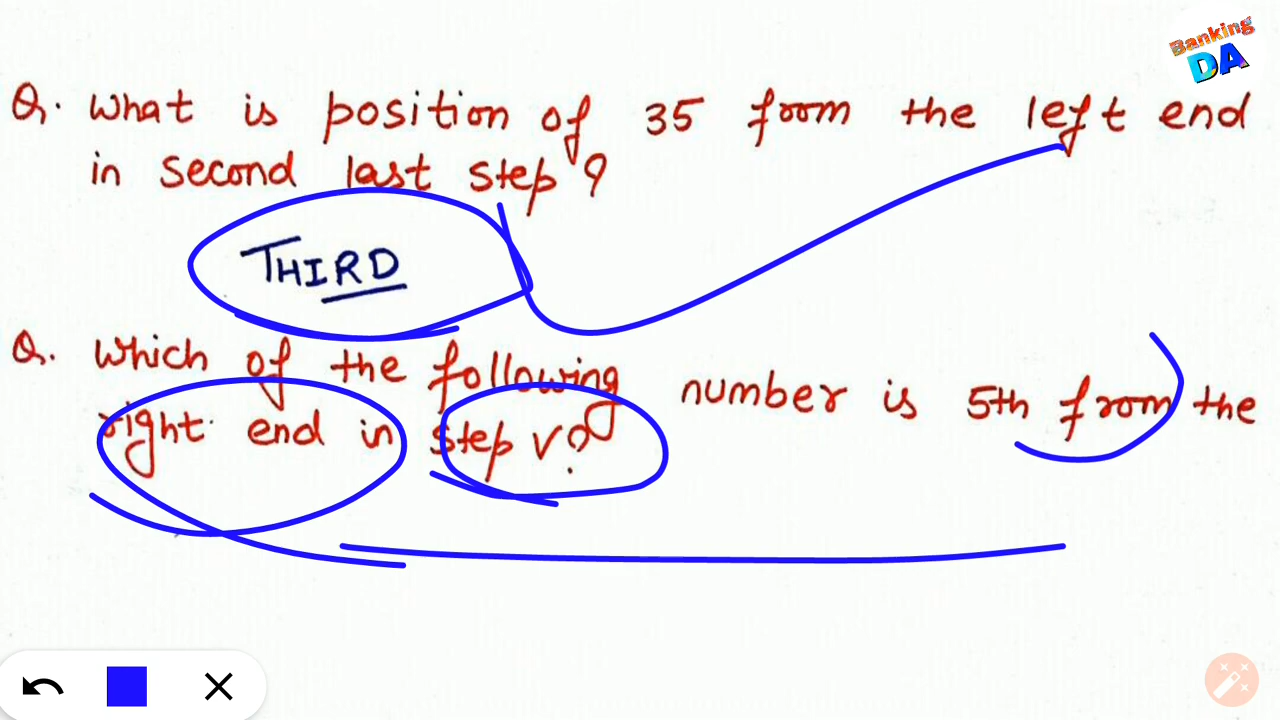 Banking
DA
Q. What is position of 35 from the left end
in second last step ?
THIRD
Q. Which of the following number is 5th from the
right end in step V?